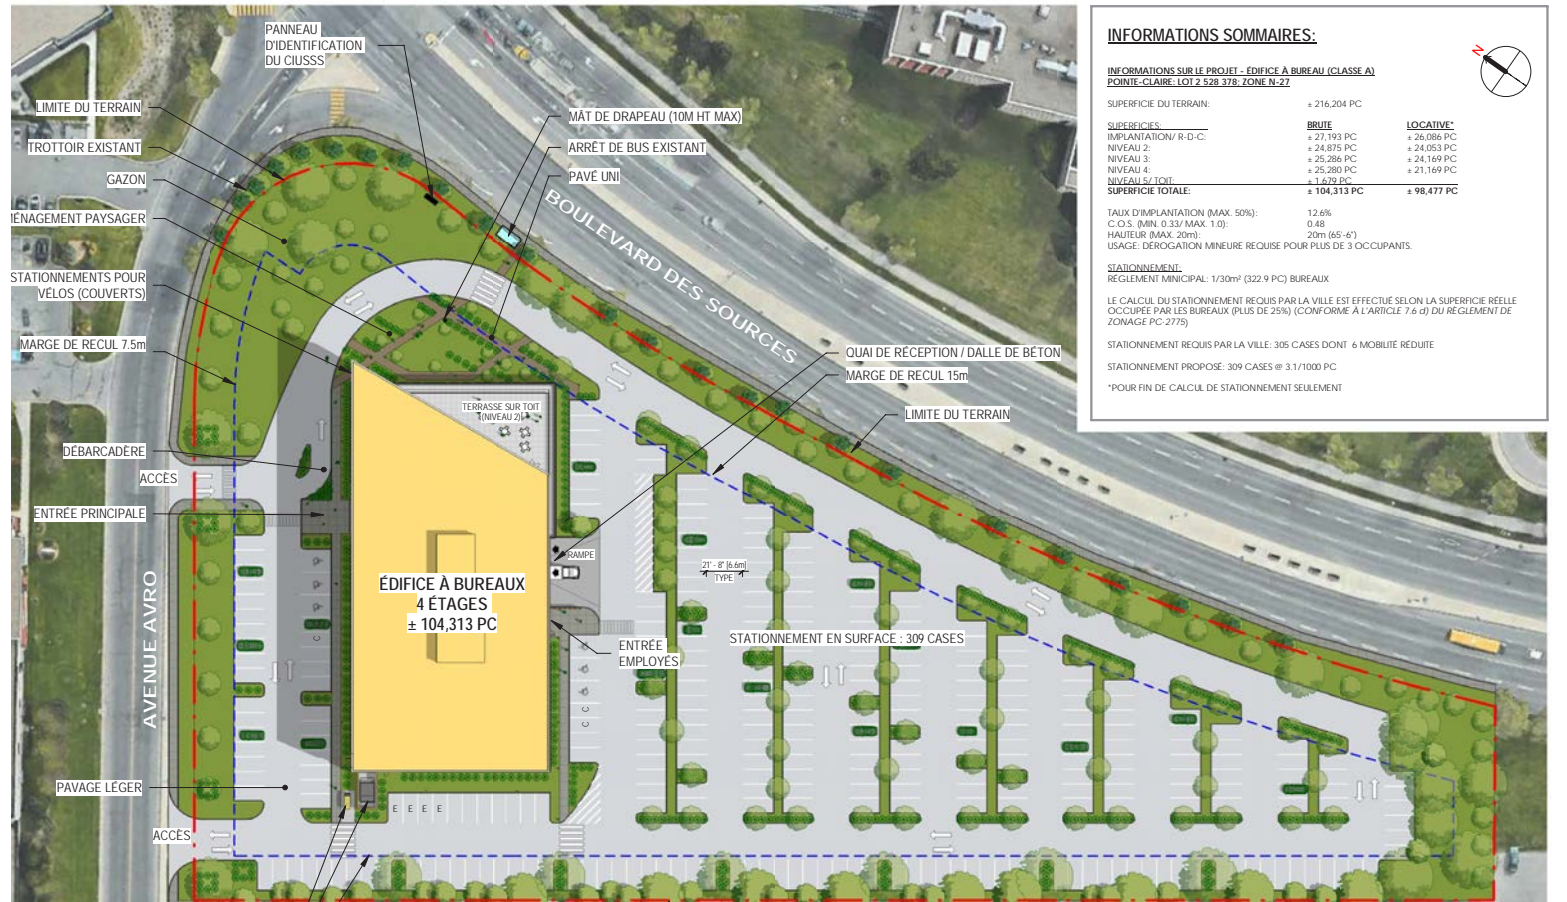 PANNEAU
D'IDENTIFICATION
DU CIUSSS
LIMITE DU TERRAIN
TROTTOIR EXISTANT
GAZON
MÉNAGEMENT PAYSAGER
STATIONNEMENTS POUR
VÉLOS (COUVERTS)
MARGE DE RECUL 7.5m
DÉBARCADÈRE
ACCÈS
ENTRÉE PRINCIPALE
AVENUE AVRO
PAVAGE LÉGER
ACCÈS
MÂT DE DRAPEAU (10M HT MAX)
ARRÊT DE BUS EXISTANT
PAVÉ UNI
BOULEVARD DES SOURCES
QUAI DE RÉCEPTION / DALLE DE BÉTON
MARGE DE RECUL 15m
LIMITE DU TERRAIN
TERRASSE SUR TOIT
(NIVEAU 2)
RAMPE
21' - 8" [6.6m]
TYPE
ÉDIFICE À BUREAUX
4 ÉTAGES
± 104,313 PC
STATIONNEMENT EN SURFACE : 309 CASES
ENTRÉE
EMPLOYÉS
C
C
C
E E E E
INFORMATIONS SOMMAIRES:
N
INFORMATIONS SUR LE PROJET - ÉDIFICE À BUREAU (CLASSE A)
POINTE-CLAIRE: LOT 2 528 378; ZONE N-27
SUPERFICIE DU TERRAIN: ± 216,204 PC
SUPERFICIES: BRUTE LOCATIVE*
IMPLANTATION/ R-D-C: ± 27,193 PC ± 26,086 PC
NIVEAU 2: ± 24,875 PC ± 24,053 PC
NIVEAU 3: ± 25,286 PC ± 24,169 PC
NIVEAU 4: ± 25,280 PC ± 21,169 PC
NIVEAU 5/ TOIT: ± 1,679 PC
SUPERFICIE TOTALE: ± 104,313 PC ± 98,477 PC
TAUX D'IMPLANTATION (MAX. 50%): 12.6%
C.O.S. (MIN. 0.33/ MAX. 1.0): 0.48
HAUTEUR (MAX. 20m): 20m (65'-6")
USAGE: DÉROGATION MINEURE REQUISE POUR PLUS DE 3 OCCUPANTS.
STATIONNEMENT:
RÈGLEMENT MINICIPAL: 1/30m² (322.9 PC) BUREAUX
LE CALCUL DU STATIONNEMENT REQUIS PAR LA VILLE EST EFFECTUÉ SELON LA SUPERFICIE RÉELLE
OCCUPÉE PAR LES BUREAUX (PLUS DE 25%) (CONFORME À L'ARTICLE 7.6 d) DU RÈGLEMENT DE
ZONAGE PC-2775)
STATIONNEMENT REQUIS PAR LA VILLE: 305 CASES DONT 6 MOBILITÉ RÉDUITE
STATIONNEMENT PROPOSÉ: 309 CASES @ 3.1/1000 PC
*POUR FIN DE CALCUL DE STATIONNEMENT SEULEMENT